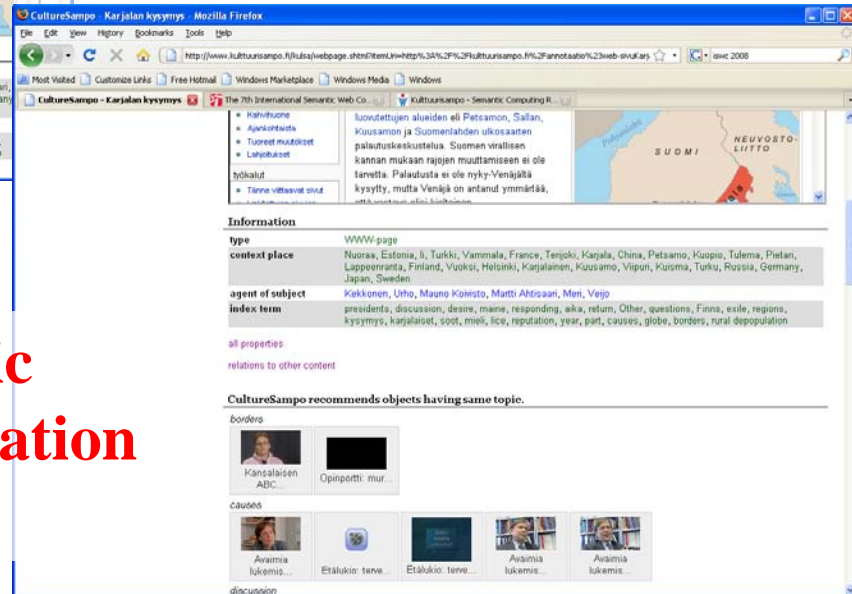 CultureSampo - Karjalan kysymys - Mozilla Firefox
File Edit View History Bookmarks Tools Help
http://www.kulttuurisampo.fi/kulsa/webpage.shtml?itemUri=http%3A%2F%2Fkulttuurisampo.fi%2Fannotaatio%23web-sivuKarj
iswc 2008
Most Visited Customize Links Free Hotmail Windows Marketplace Windows Media Windows
CultureSampo - Karjalan kysymys The 7th International Semantic Web Co... Kulttuurisampo - Semantic Computing R...
Kahvihuone
Ajankohtaista
Tuoreet muutokset
Lahjoitukset
työkalut
Tänne viittaavat sivut
luovutettujen alueiden eli Petsamon, Sallan,
Kuusamon ja Suomenlahden ulkosaarten
palautuskeskustelua. Suomen virallisen
kannan mukaan rajojen muuttamiseen ei ole
tarvetta. Palautusta ei ole nyky-Venäjältä
kysytty, mutta Venäjä on antanut ymmärtää,
että vastaus olisi kielteinen.
SUOMI
NEUVOSTO-
LIITTO
Information
type WWW-page
context place Nuoraa, Estonia, Ii, Turkki, Vammala, France, Terijoki, Karjala, China, Petsamo, Kuopio, Tulema, Pietari,
Lappeenranta, Finland, Vuoksi, Helsinki, Karjalainen, Kuusamo, Viipuri, Kuisma, Turku, Russia, Germany,
Japan, Sweden
agent of subject Kekkonen, Urho, Mauno Koivisto, Martti Ahtisaari, Meri, Veijo
index term presidents, discussion, desire, maine, responding, aika, return, Other, questions, Finns, exile, regions,
kysymys, karjalaiset, soot, mieli, lice, reputation, year, part, causes, globe, borders, rural depopulation
all properties
relations to other content
CultureSampo recommends objects having same topic.
borders
Kansalaisen
ABC...
Opinportti: mur...
causes
Avaimia
lukemis...
Etälukio: terve...
Etälukio: terve...
Avaimia
lukemis...
Avaimia
lukemis...
discussion
ic
ation